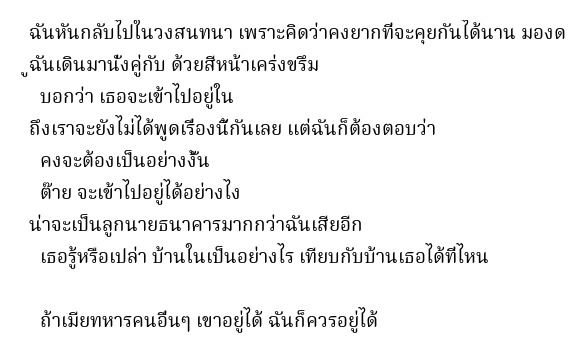 ฉันหันกลับไปในวงสนทนา เพราะคิดว่าคงยากที่จะคุยกันได้นาน มองด
ูฉันเดินมานั่งคู่กับ ด้วยสีหน้าเคร่งขรึม
บอกว่า เธอจะเข้าไปอยู่ใน
ถึงเราจะยังไม่ได้พูดเรื่องนี้กันเลย แต่ฉันก็ต้องตอบว่า
คงจะต้องเป็นอย่างงั้น
ต๊าย จะเข้าไปอยู่ได้อย่างไง
น่าจะเป็นลูกนายธนาคารมากกว่าฉันเสียอีก
เธอรู้หรือเปล่า บ้านในเป็นอย่างไร เทียบกับบ้านเธอได้ที่ไหน
ถ้าเมียทหารคนอื่นๆ เขาอยู่ได้ ฉันก็ควรอยู่ได้